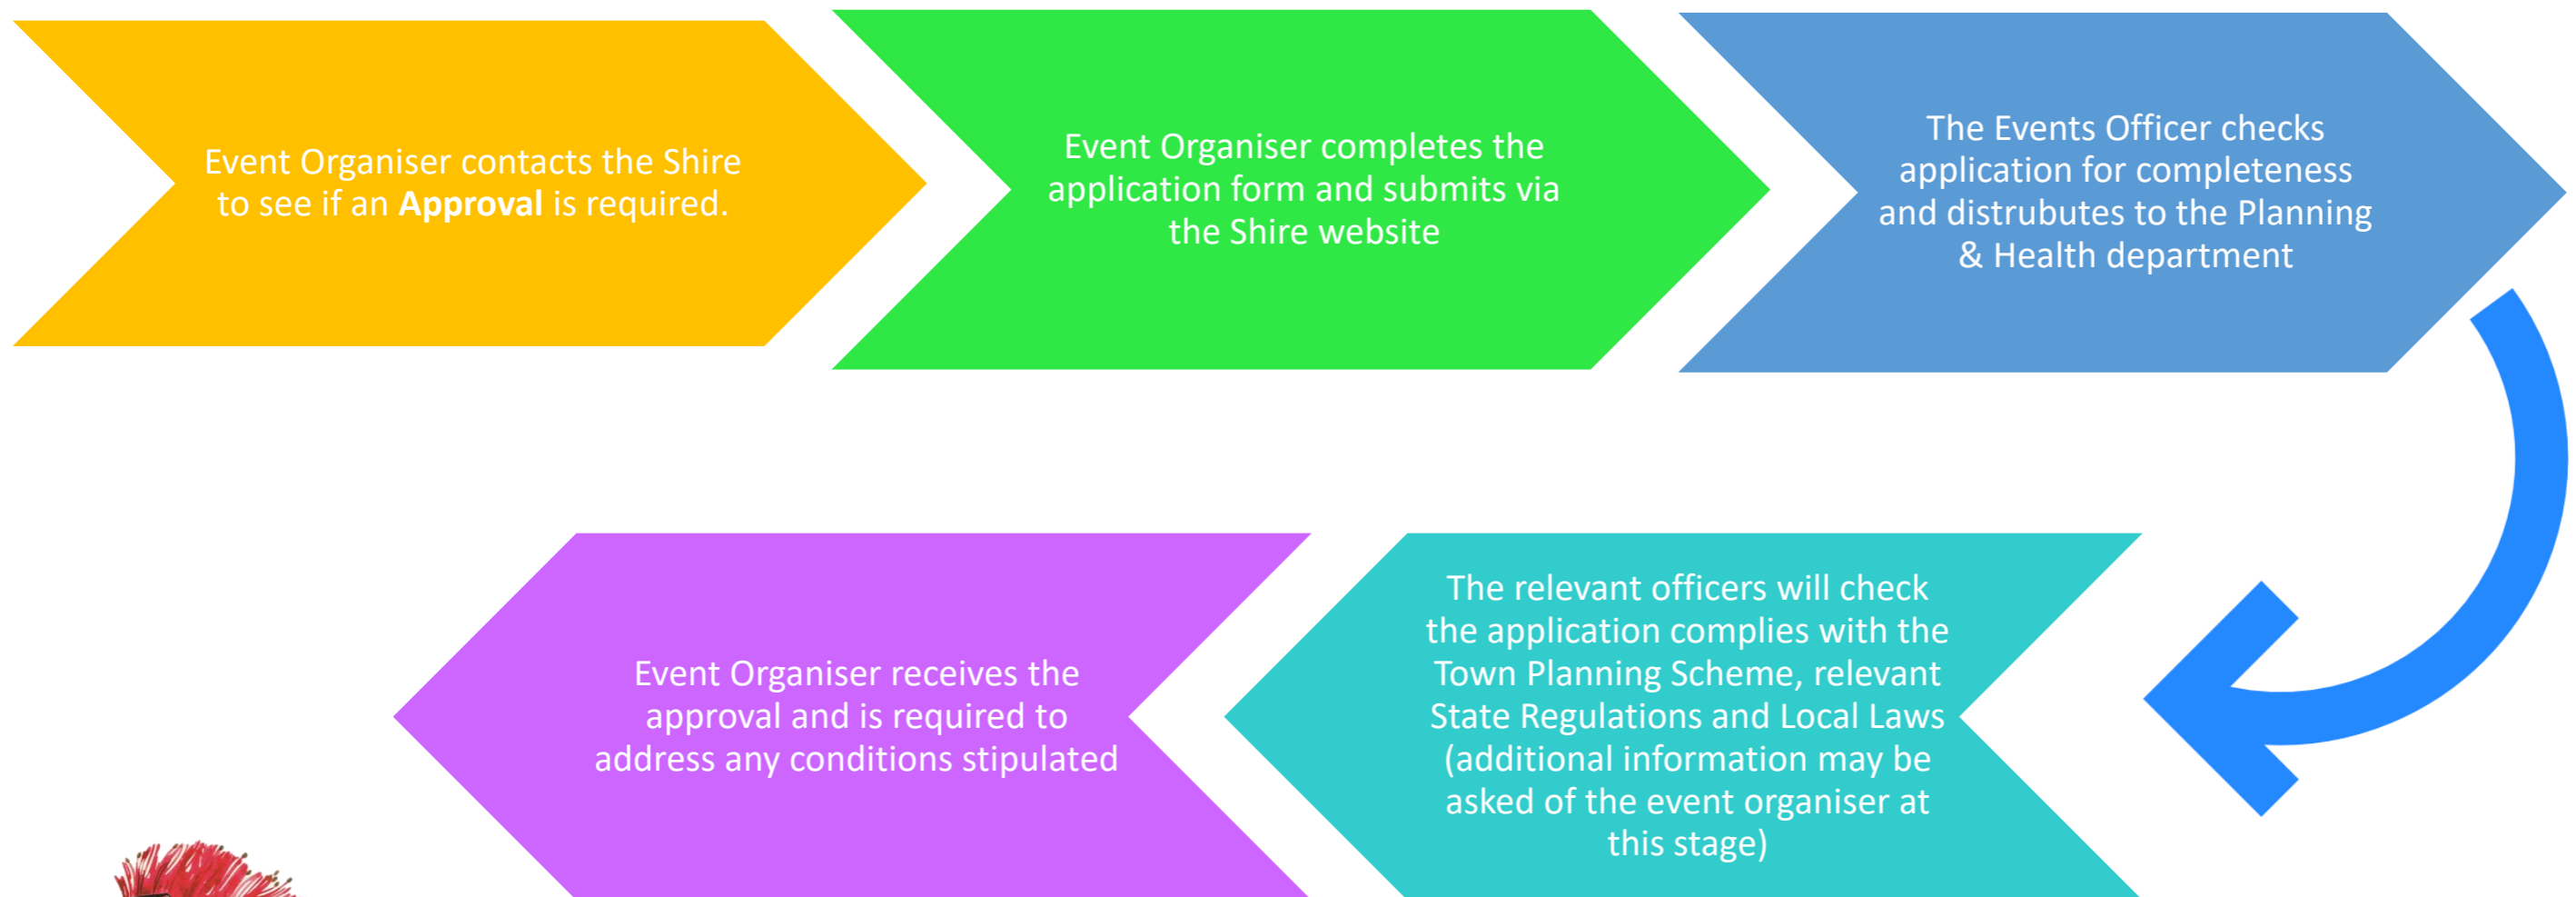 Event Organiser contacts the Shire
to see if an Approval is required.
Event Organiser completes the
application form and submits via
the Shire website
The Events Officer checks
application for completeness
and distrubutes to the Planning
& Health department
The relevant officers will check
the application complies with the
Town Planning Scheme, relevant
State Regulations and Local Laws
(additional information may be
asked of the event organiser at
this stage)
Event Organiser receives the
approval and is required to
address any conditions stipulated